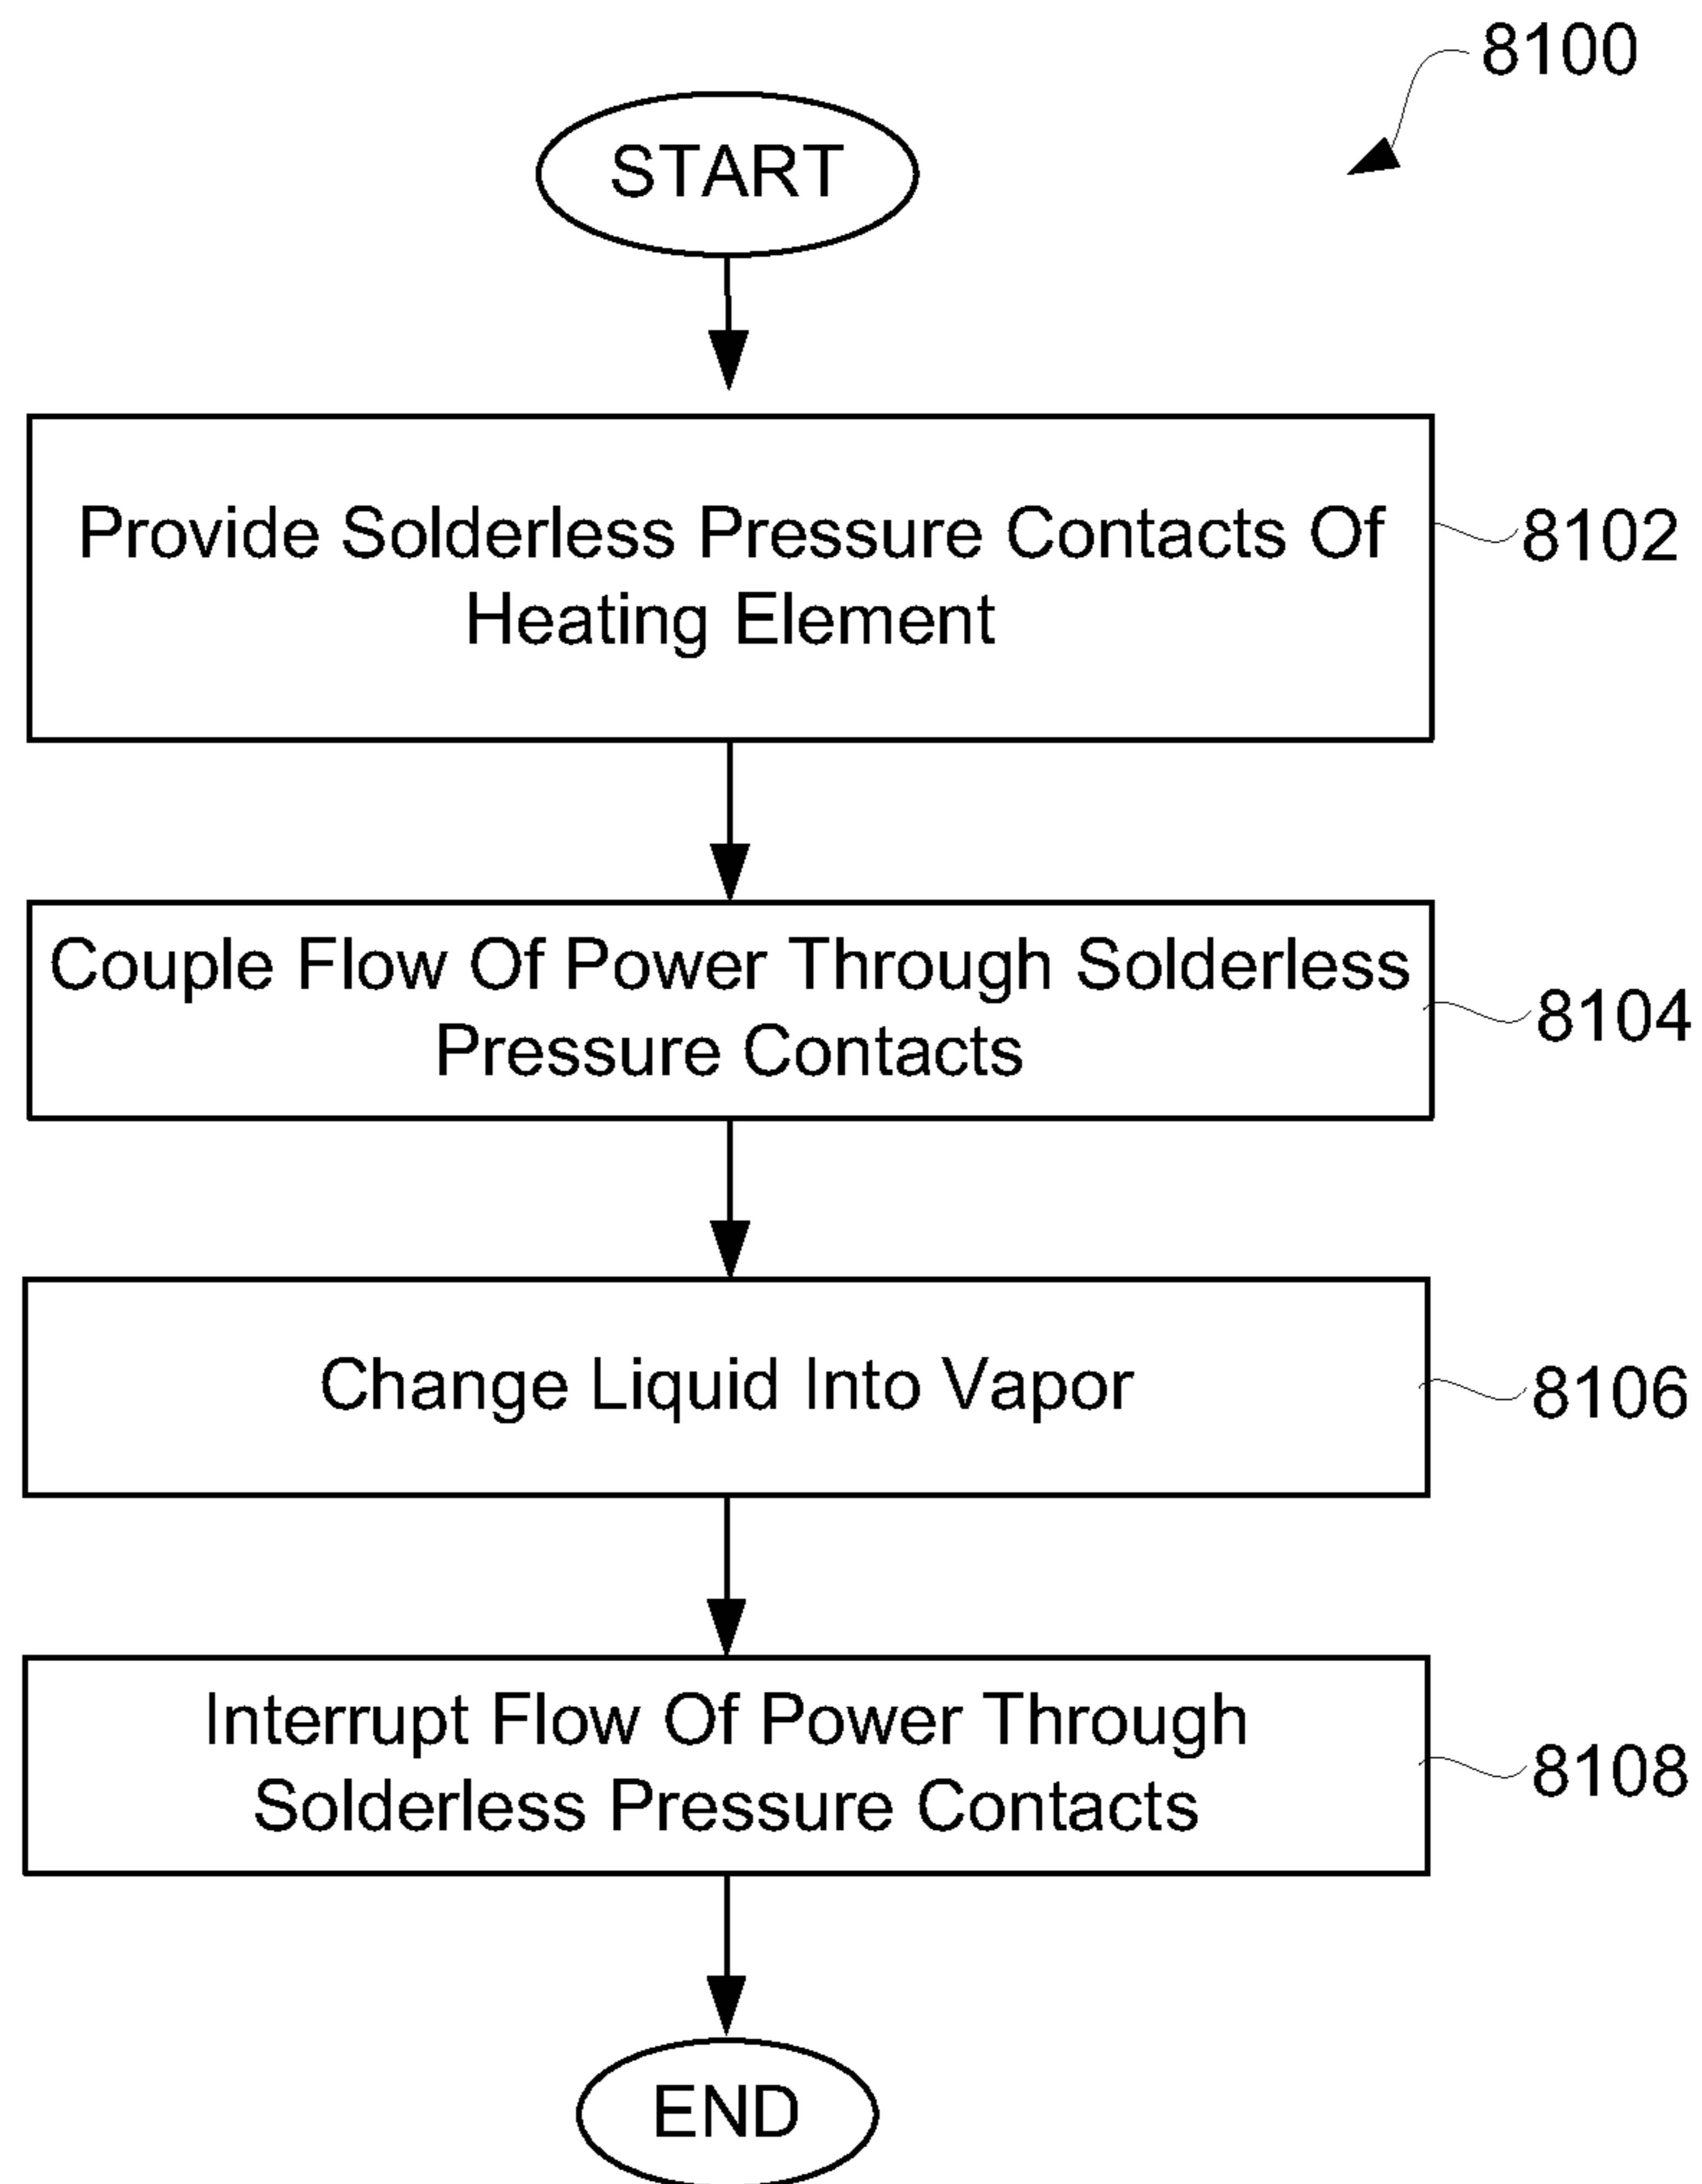 8100
START
Provide Solderless Pressure Contacts Of
Heating Element
8102
Couple Flow Of Power Through Solderless
Pressure Contacts
8104
Change Liquid Into Vapor
8106
Interrupt Flow Of Power Through
Solderless Pressure Contacts
8108
END